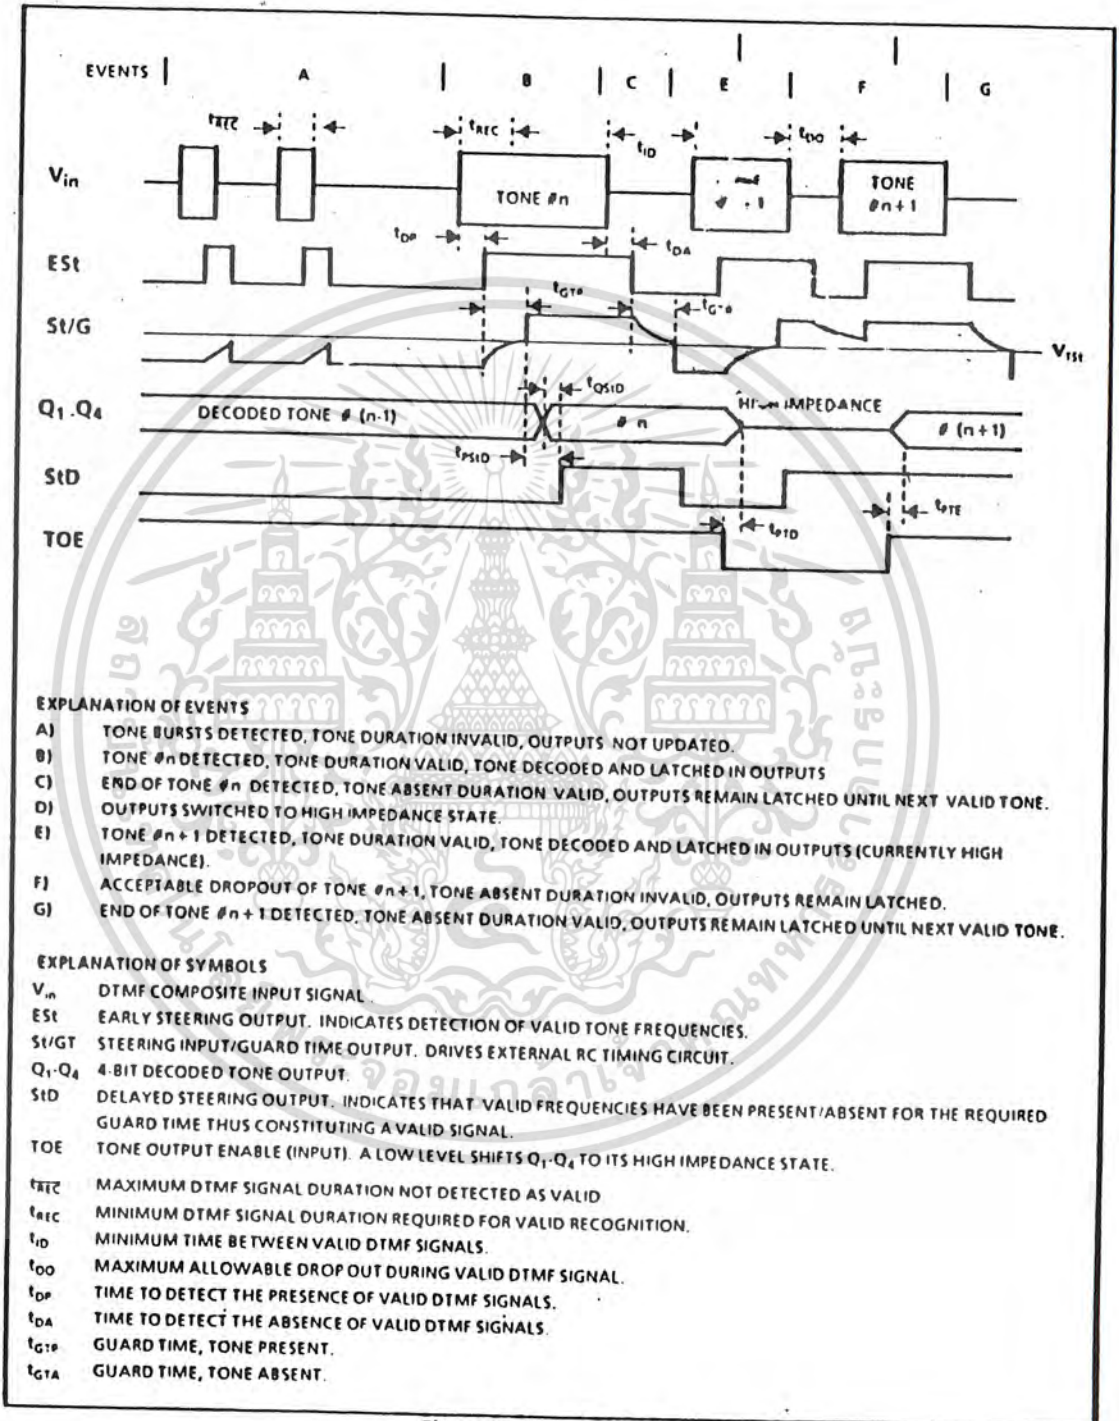 EVENTS | A | B | C | E | F | G
tREC
tREC
tID
tDO
Vin
TONE #n
TONE
#n+1
tDP
tDA
ESt
tGTP
St/G
VTSt
tQStD
Q1.Q4
DECODED TONE # (n-1)
# n
IMPEDANCE
# (n+1)
tPStD
StD
tPTE
tPTD
TOE
EXPLANATION OF EVENTS
A) TONE BURSTS DETECTED, TONE DURATION INVALID, OUTPUTS NOT UPDATED.
B) TONE #n DETECTED, TONE DURATION VALID, TONE DECODED AND LATCHED IN OUTPUTS
C) END OF TONE #n DETECTED, TONE ABSENT DURATION VALID, OUTPUTS REMAIN LATCHED UNTIL NEXT VALID TONE.
D) OUTPUTS SWITCHED TO HIGH IMPEDANCE STATE.
E) TONE #n+1 DETECTED, TONE DURATION VALID, TONE DECODED AND LATCHED IN OUTPUTS (CURRENTLY HIGH
IMPEDANCE).
F) ACCEPTABLE DROPOUT OF TONE #n+1, TONE ABSENT DURATION INVALID, OUTPUTS REMAIN LATCHED.
G) END OF TONE #n+1 DETECTED, TONE ABSENT DURATION VALID, OUTPUTS REMAIN LATCHED UNTIL NEXT VALID TONE.
EXPLANATION OF SYMBOLS
Vin DTMF COMPOSITE INPUT SIGNAL.
ESt EARLY STEERING OUTPUT. INDICATES DETECTION OF VALID TONE FREQUENCIES.
St/GT STEERING INPUT/GUARD TIME OUTPUT. DRIVES EXTERNAL RC TIMING CIRCUIT.
Q1-Q4 4-BIT DECODED TONE OUTPUT.
StD DELAYED STEERING OUTPUT. INDICATES THAT VALID FREQUENCIES HAVE BEEN PRESENT/ABSENT FOR THE REQUIRED
GUARD TIME THUS CONSTITUTING A VALID SIGNAL.
TOE TONE OUTPUT ENABLE (INPUT). A LOW LEVEL SHIFTS Q1-Q4 TO ITS HIGH IMPEDANCE STATE.
tREC MAXIMUM DTMF SIGNAL DURATION NOT DETECTED AS VALID
tREC MINIMUM DTMF SIGNAL DURATION REQUIRED FOR VALID RECOGNITION.
tID MINIMUM TIME BETWEEN VALID DTMF SIGNALS.
tDO MAXIMUM ALLOWABLE DROP OUT DURING VALID DTMF SIGNAL.
tDP TIME TO DETECT THE PRESENCE OF VALID DTMF SIGNALS.
tDA TIME TO DETECT THE ABSENCE OF VALID DTMF SIGNALS.
tGTP GUARD TIME, TONE PRESENT.
tGTA GUARD TIME, TONE ABSENT.